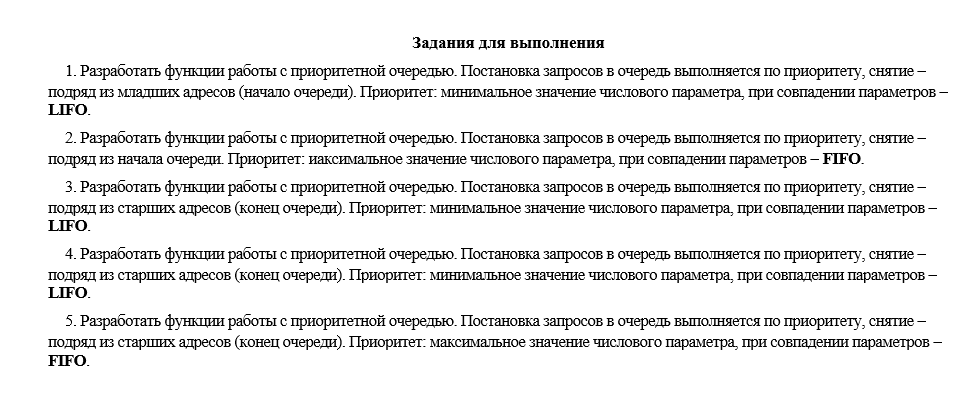 Задания для выполнения
1. Разработать функции работы с приоритетной очередью. Постановка запросов в очередь выполняется по приоритету, снятие –
подряд из младших адресов (начало очереди). Приоритет: минимальное значение числового параметра, при совпадении параметров –
LIFO.
2. Разработать функции работы с приоритетной очередью. Постановка запросов в очередь выполняется по приоритету, снятие –
подряд из начала очереди. Приоритет: иаксимальное значение числового параметра, при совпадении параметров – FIFO.
3. Разработать функции работы с приоритетной очередью. Постановка запросов в очередь выполняется по приоритету, снятие –
подряд из старших адресов (конец очереди). Приоритет: минимальное значение числового параметра, при совпадении параметров –
LIFO.
4. Разработать функции работы с приоритетной очередью. Постановка запросов в очередь выполняется по приоритету, снятие –
подряд из старших адресов (конец очереди). Приоритет: минимальное значение числового параметра, при совпадении параметров –
LIFO.
5. Разработать функции работы с приоритетной очередью. Постановка запросов в очередь выполняется по приоритету, снятие –
подряд из старших адресов (конец очереди). Приоритет: максимальное значение числового параметра, при совпадении параметров –
FIFO.